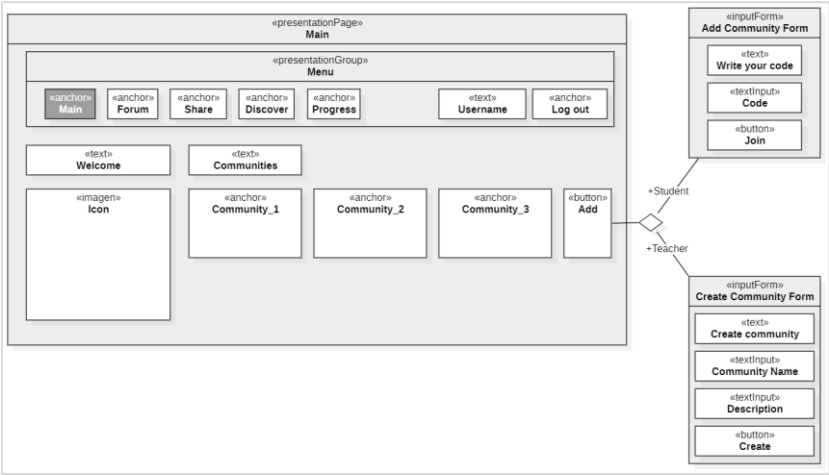 «presentationPage»
Main
«presentationGroup»
Menu
«anchor»
Main
«anchor»
Forum
«anchor»
Share
«anchor»
Discover
«anchor»
Progress
«text»
Username
«anchor»
Log out
«text»
Welcome
«text»
Communities
«imagen»
Icon
«anchor»
Community_1
«anchor»
Community_2
«anchor»
Community_3
«button»
Add
+Student
+Teacher
«inputForm»
Add Community Form
«text»
Write your code
«textInput»
Code
«button»
Join
«inputForm»
Create Community Form
«text»
Create community
«textInput»
Community Name
«textInput»
Description
«button»
Create